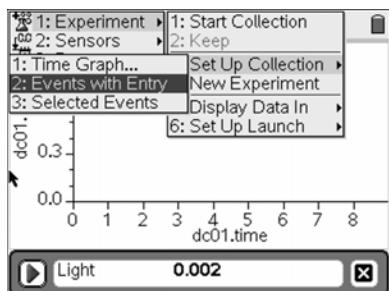 1: Experiment
2: Sensors
1: Start Collection
2: Keep
Set Up Collection
New Experiment
Display Data In
6: Set Up Launch
1: Time Graph...
2: Events with Entry
3: Selected Events
dc01.
0.3
0.0
0 1 2 3 4 5 6 7 8
dc01.time
Light 0.002